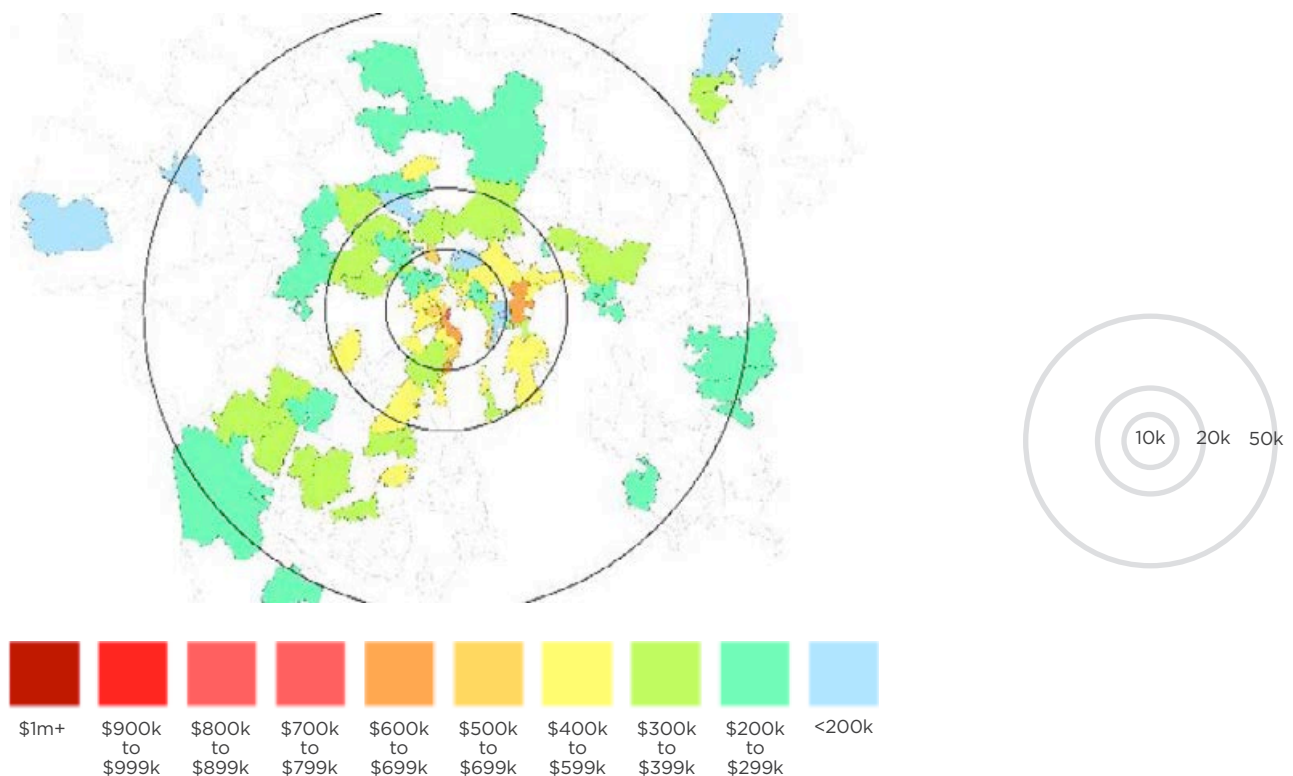 10k 20k 50k
$1m+
$900k
to
$999k
$800k
to
$899k
$700k
to
$799k
$600k
to
$699k
$500k
to
$699k
$400k
to
$599k
$300k
to
$399k
$200k
to
$299k
<200k